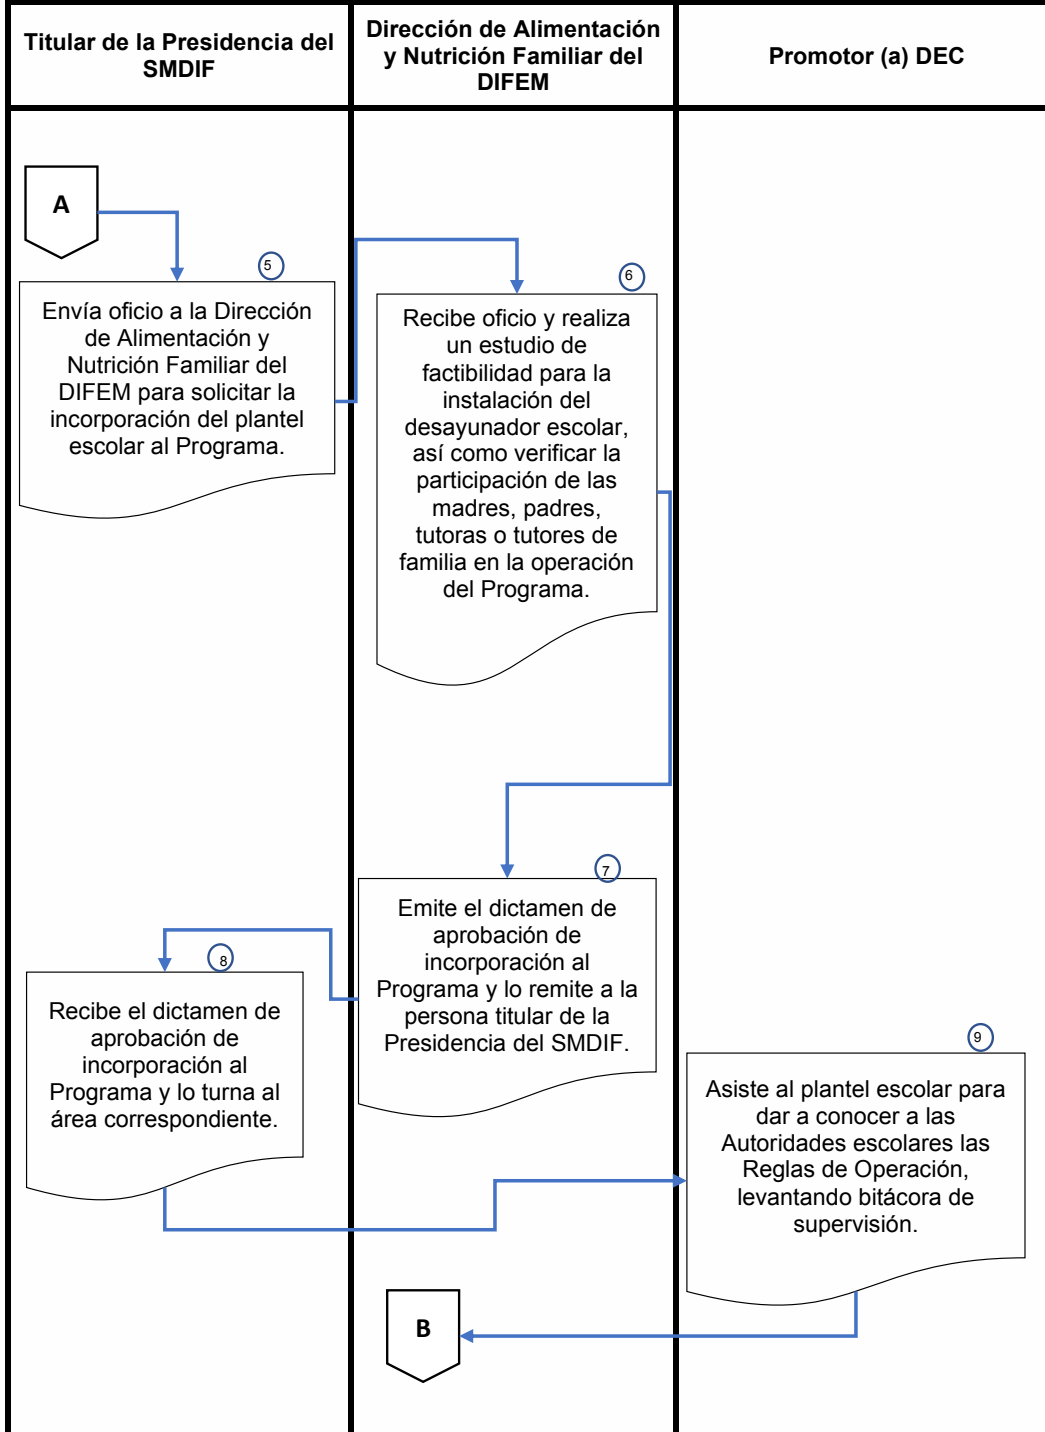 Titular de la Presidencia del
SMDIF
Dirección de Alimentación
y Nutrición Familiar del
DIFEM
Promotor (a) DEC
A
5
Envía oficio a la Dirección
de Alimentación y
Nutrición Familiar del
DIFEM para solicitar la
incorporación del plantel
escolar al Programa.
6
Recibe oficio y realiza
un estudio de
factibilidad para la
instalación del
desayunador escolar,
así como verificar la
participación de las
madres, padres,
tutoras o tutores de
familia en la operación
del Programa.
7
Emite el dictamen de
aprobación de
incorporación al
Programa y lo remite a la
persona titular de la
Presidencia del SMDIF.
8
Recibe el dictamen de
aprobación de
incorporación al
Programa y lo turna al
área correspondiente.
9
Asiste al plantel escolar para
dar a conocer a las
Autoridades escolares las
Reglas de Operación,
levantando bitácora de
supervisión.
B